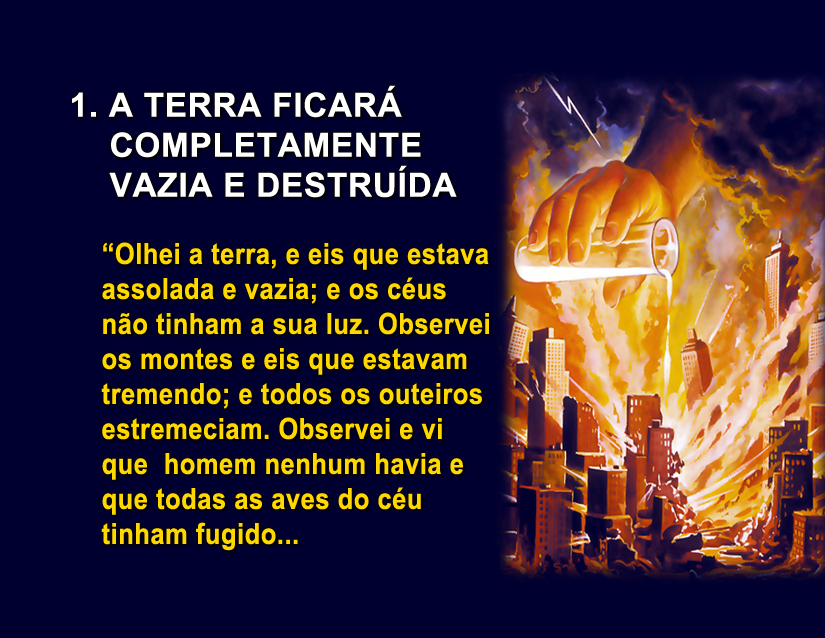 1. A TERRA FICARÁ
COMPLETAMENTE
VAZIA E DESTRUÍDA
“Olhei a terra, e eis que estava
assolada e vazia; e os céus
não tinham a sua luz. Observei
os montes e eis que estavam
tremendo; e todos os outeiros
estremeciam. Observei e vi
que  homem nenhum havia e
que todas as aves do céu
tinham fugido...